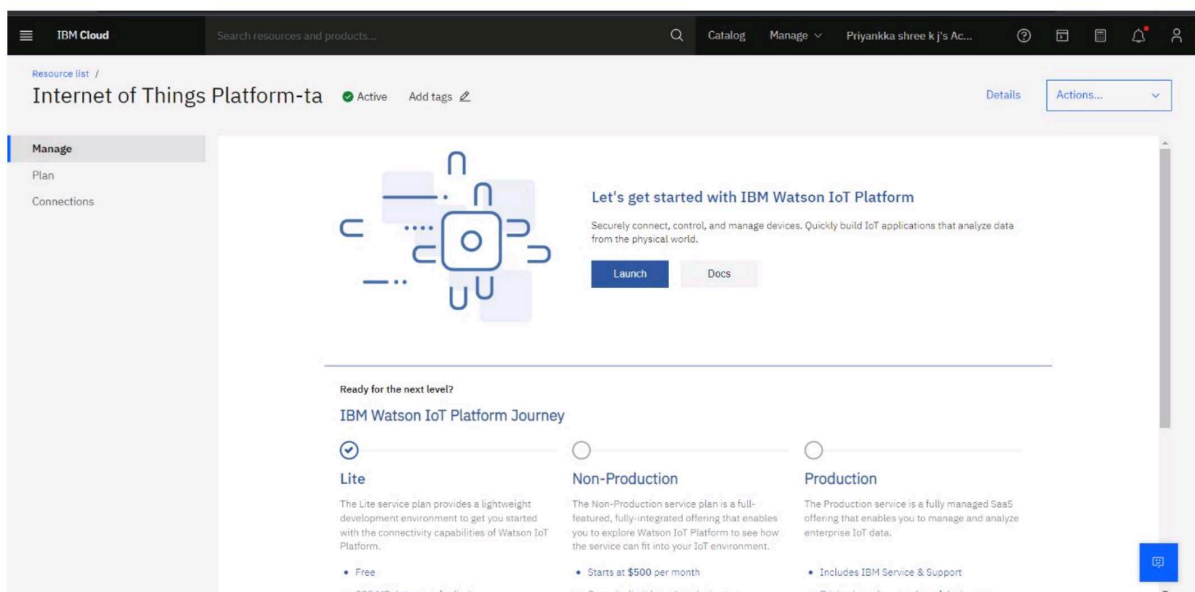 IBM Cloud
Search resources and products...
Catalog
Manage
Priyankka shree k j's Ac...
Resource list /
Internet of Things Platform-ta
Active
Add tags
Details
Actions...
Manage
Plan
Connections
Let's get started with IBM Watson IoT Platform
Securely connect, control, and manage devices. Quickly build IoT applications that analyze data
from the physical world.
Launch
Docs
Ready for the next level?
IBM Watson IoT Platform Journey
Lite
The Lite service plan provides a lightweight
development environment to get you started
with the connectivity capabilities of Watson IoT
Platform.
• Free
Non-Production
The Non-Production service plan is a full-
featured, fully-integrated offering that enables
you to explore Watson IoT Platform to see how
the service can fit into your IoT environment.
• Starts at $500 per month
Production
The Production service is a fully managed SaaS
offering that enables you to manage and analyze
enterprise IoT data.
• Includes IBM Service & Support